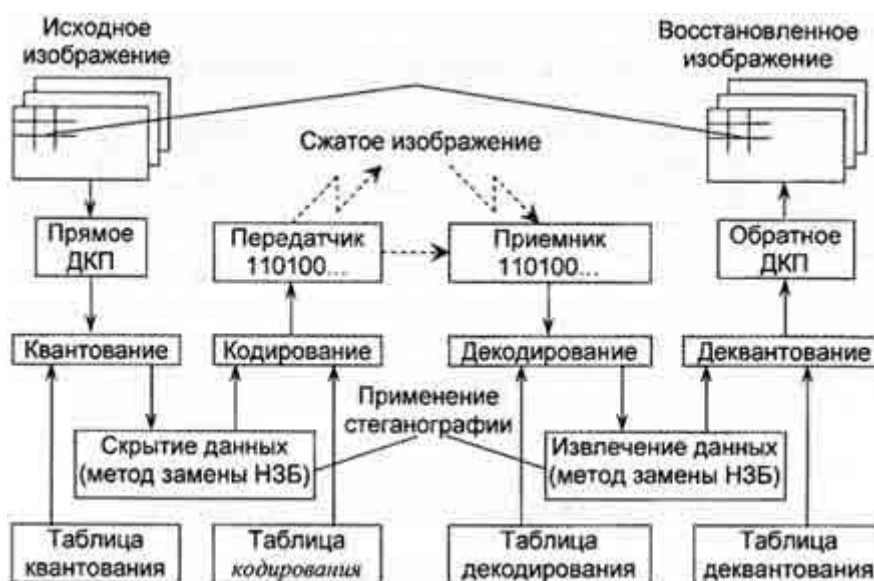 Исходное
изображение
Восстановленное
изображение
Сжатое изображение
Прямое
ДКП
Передатчик
110100...
Приемник
110100...
Обратное
ДКП
Квантование
Кодирование
Декодирование
Деквантование
Применение
стеганографии
Скрытие данных
(метод замены НЗБ)
Извлечение данных
(метод замены НЗБ)
Таблица
квантования
Таблица
кодирования
Таблица
декодирования
Таблица
деквантования